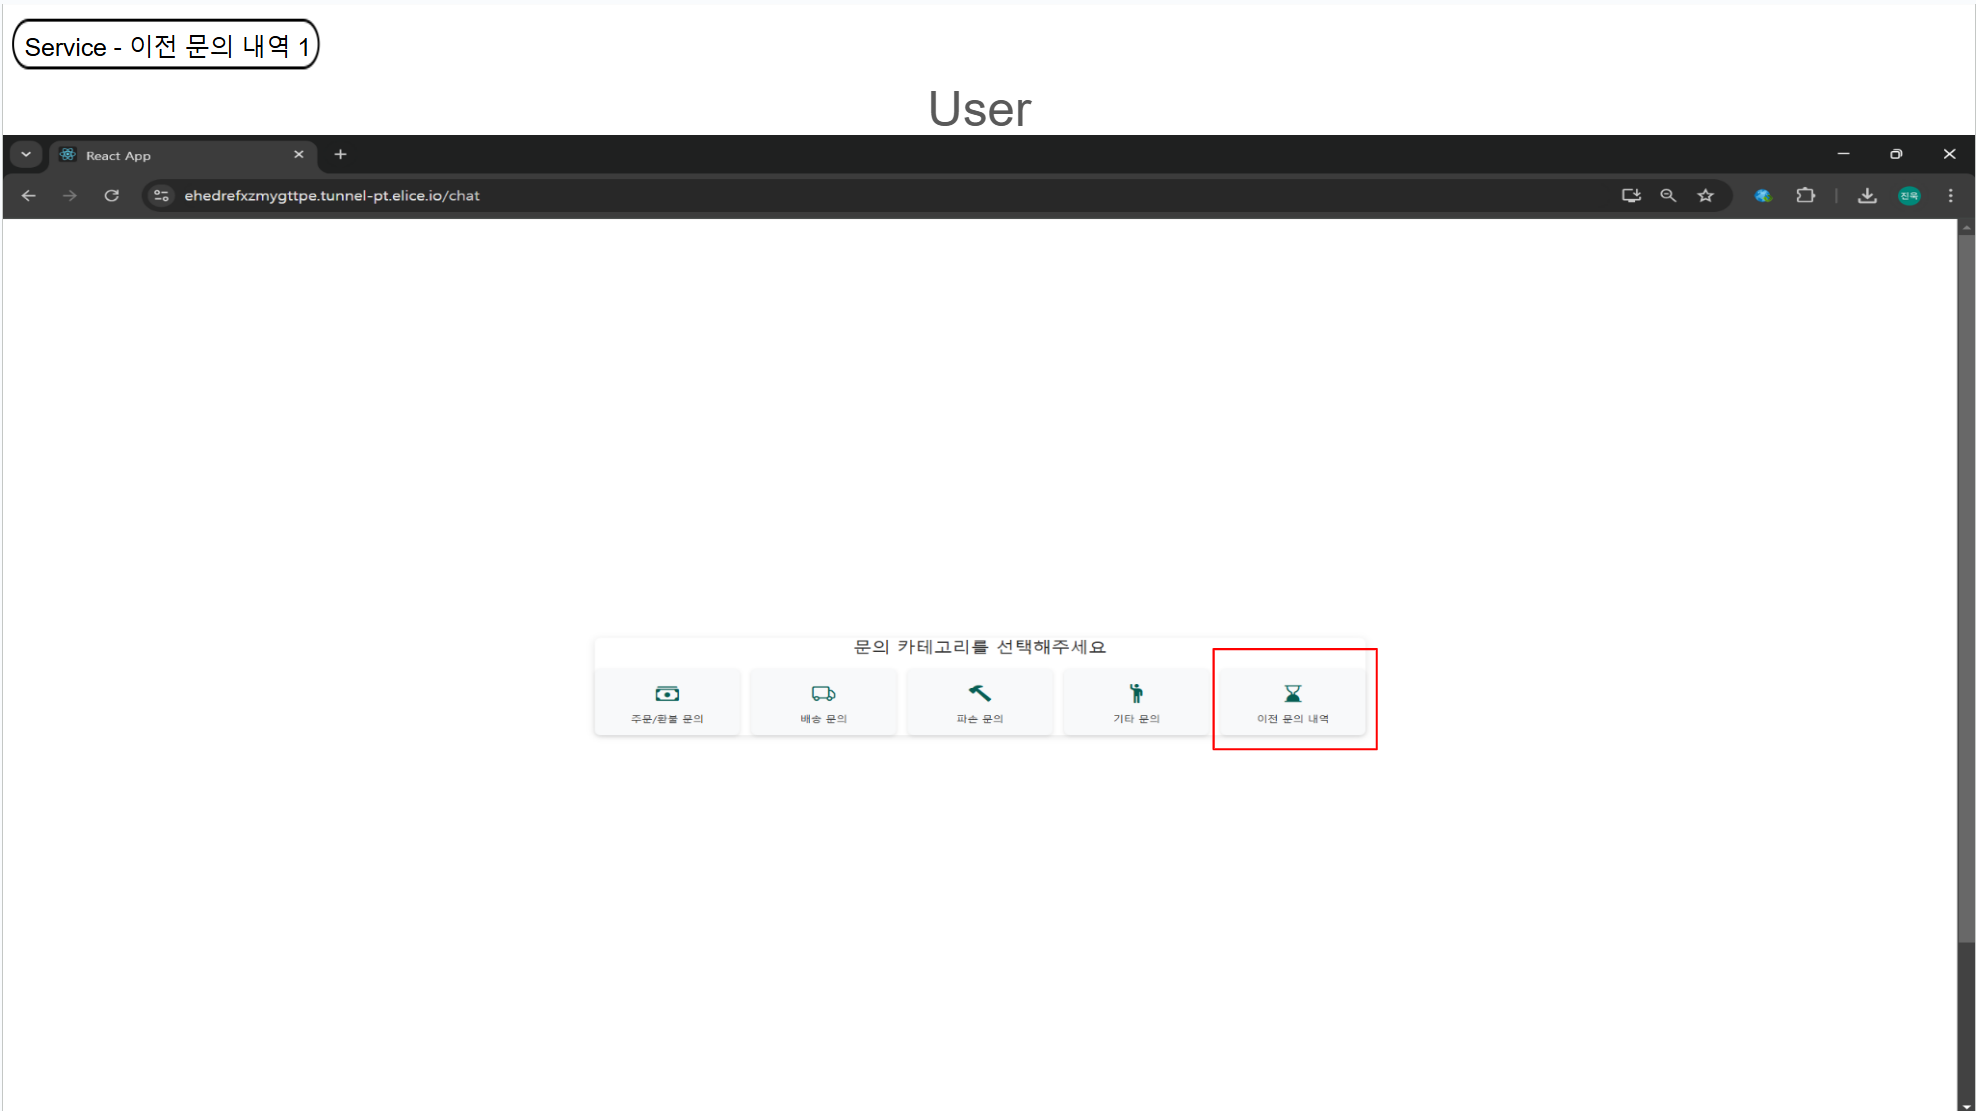 Service - 이전 문의 내역 1
User
React App
ehedrefxzmygttpe.tunnel-pt.elice.io/chat
진욱
문의 카테고리를 선택해주세요
주문/환불 문의
배송 문의
파손 문의
기타 문의
이전 문의 내역